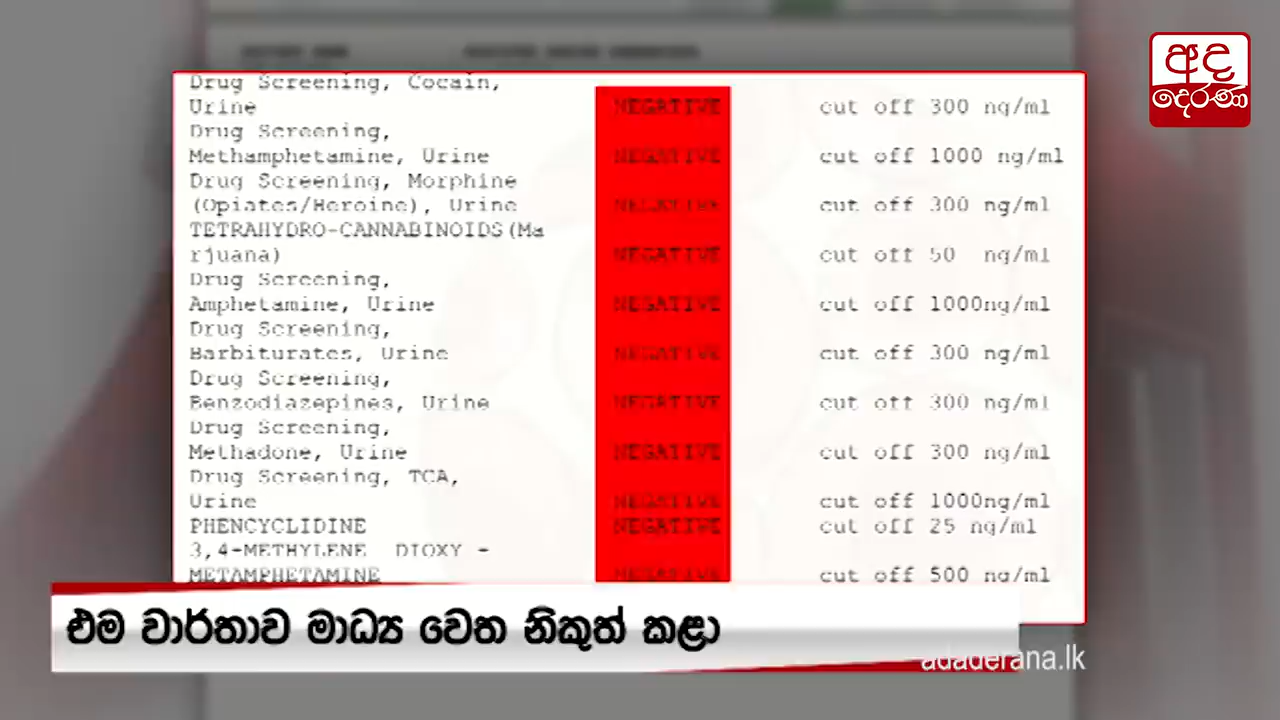 අද
දෙරණ
Drug Screening, Cocain,
Urine NEGATIVE cut off 300 ng/ml
Drug Screening,
Methamphetamine, Urine NEGATIVE cut off 1000 ng/ml
Drug Screening, Morphine
(Opiates/Heroine), Urine NEGATIVE cut off 300 ng/ml
TETRAHYDRO-CANNABINOIDS(Ma
rjuana) NEGATIVE cut off 50 ng/ml
Drug Screening,
Amphetamine, Urine NEGATIVE cut off 1000ng/ml
Drug Screening,
Barbiturates, Urine NEGATIVE cut off 300 ng/ml
Drug Screening,
Benzodiazepines, Urine NEGATIVE cut off 300 ng/ml
Drug Screening,
Methadone, Urine NEGATIVE cut off 300 ng/ml
Drug Screening, TCA,
Urine NEGATIVE cut off 1000ng/ml
PHENCYCLIDINE NEGATIVE cut off 25 ng/ml
3,4-METHYLENE DIOXY -
METAMPHETAMINE NEGATIVE cut off 500 ng/ml
එම වාර්තාව මාධ්‍ය වෙත නිකුත් කළා
adaderana.lk